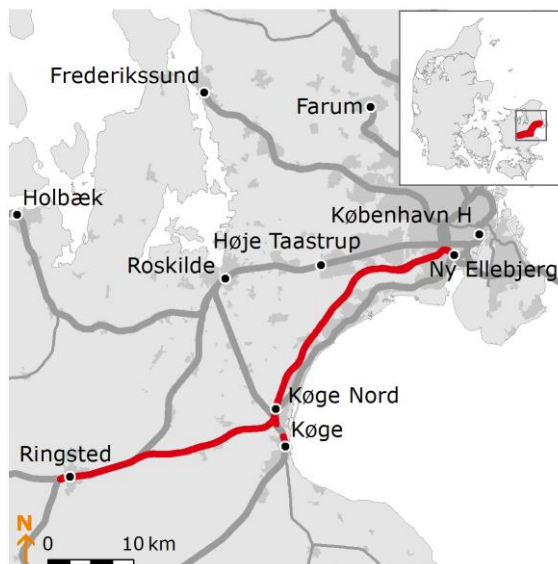 Frederikssund
Farum
Holbæk
København H
Høje Taastrup
Roskilde
Ny Ellebjerg
Køge Nord
Køge
Ringsted
N
0 10 km